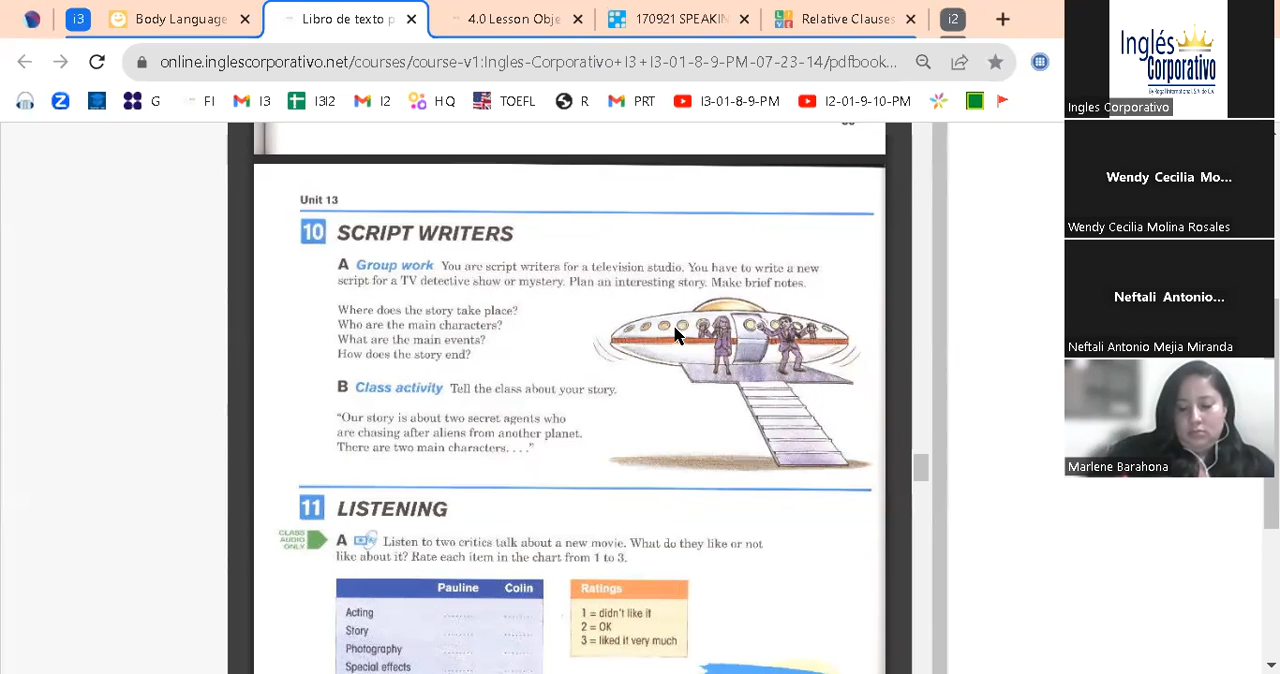 i3
Body Language
Libro de texto p
4.0 Lesson Obje
170921 SPEAKIN
Relative Clauses
i2
online.inglescorporativo.net/courses/course-v1:Ingles-Corporativo+I3+I3-01-8-9-PM-07-23-14/pdfbook...
G
FI
I3
I3I2
I2
HQ
TOEFL
R
PRT
I3-01-8-9-PM
I2-01-9-10-PM
Unit 13
10 SCRIPT WRITERS
A Group work You are script writers for a television studio. You have to write a new
script for a TV detective show or mystery. Plan an interesting story. Make brief notes.
Where does the story take place?
Who are the main characters?
What are the main events?
How does the story end?
B Class activity Tell the class about your story.
"Our story is about two secret agents who
are chasing after aliens from another planet.
There are two main characters. . . ."
11 LISTENING
CLASS
AUDIO
ONLY
A Listen to two critics talk about a new movie. What do they like or not
like about it? Rate each item in the chart from 1 to 3.
Pauline Colin
Acting
Story
Photography
Special effects
Ratings
1 = didn't like it
2 = OK
3 = liked it very much
Inglés
Corporativo
Ingles Corporativo
Wendy Cecilia Mo...
Wendy Cecilia Molina Rosales
Neftali Antonio...
Neftali Antonio Mejia Miranda
Marlene Barahona